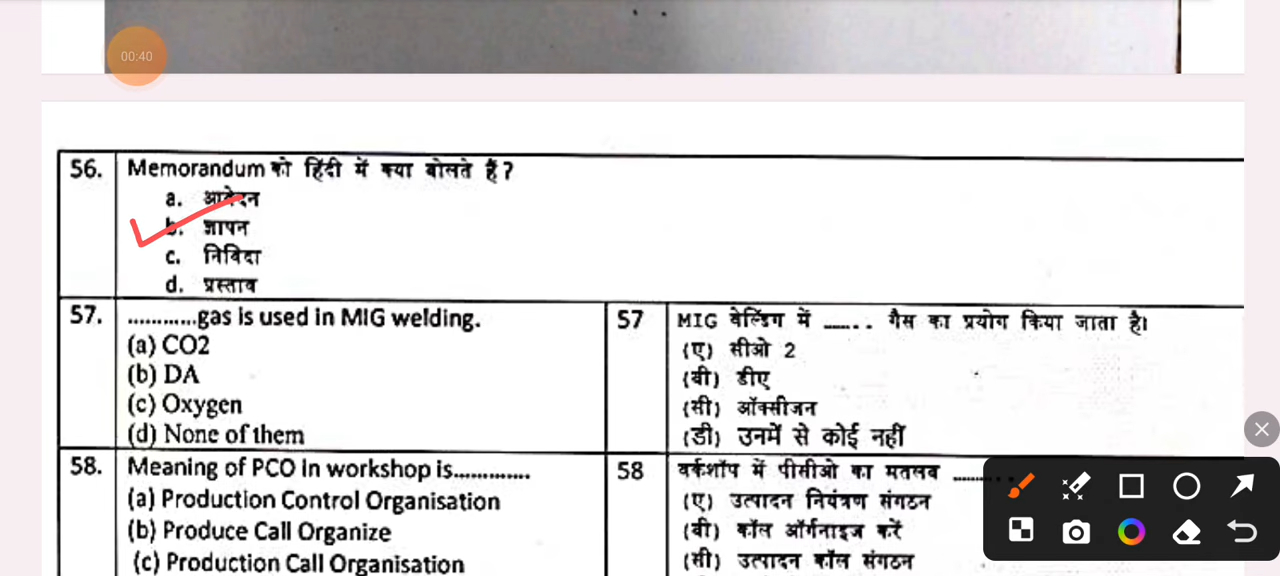 00:40
56. Memorandum को हिंदी में क्या बोलते हैं?
a. आवेदन
b. ज्ञापन
c. निविदा
d. प्रस्ताव
57. ............gas is used in MIG welding.
(a) CO2
(b) DA
(c) Oxygen
(d) None of them
57 MIG वेल्डिंग में ........ गैस का प्रयोग किया जाता है।
(ए) सीओ 2
(बी) डीए
(सी) ऑक्सीजन
(डी) उनमें से कोई नहीं
58. Meaning of PCO in workshop is.............
(a) Production Control Organisation
(b) Produce Call Organize
(c) Production Call Organisation
58 वर्कशॉप में पीसीओ का मतलब ..........
(ए) उत्पादन नियंत्रण संगठन
(बी) कॉल ऑर्गनाइज करें
(सी) उत्पादन कॉल संगठन